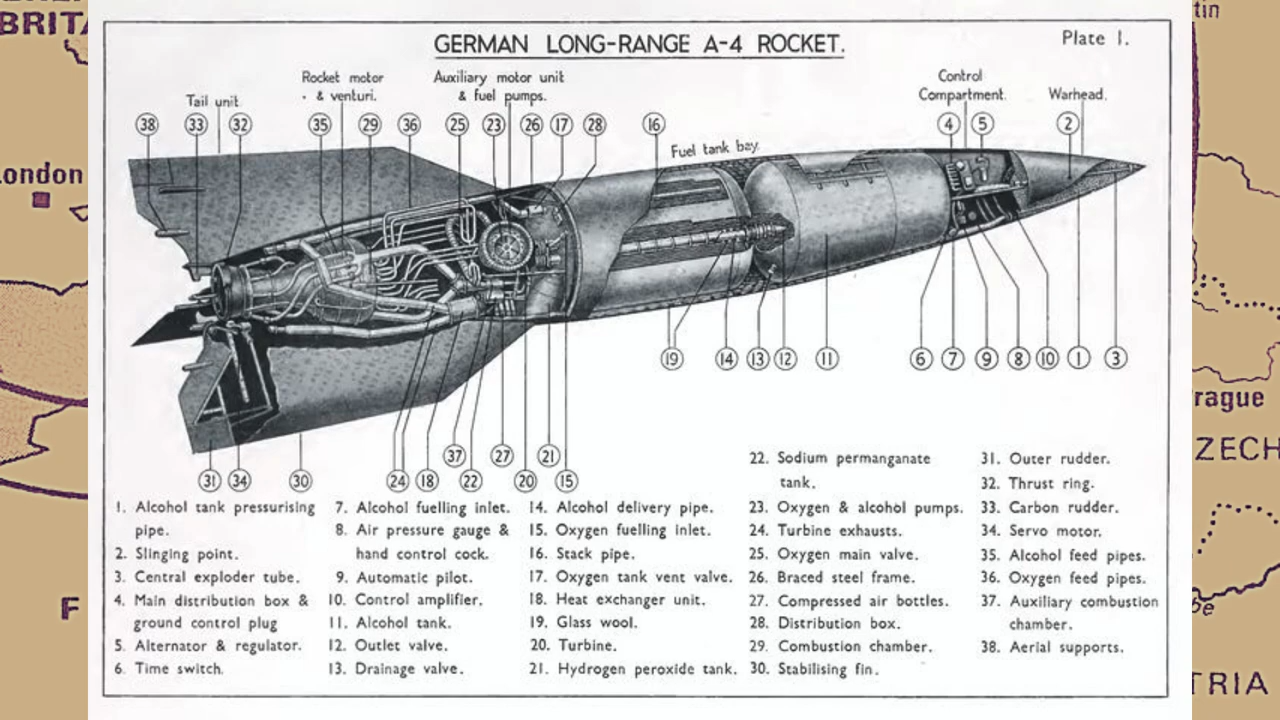 GERMAN LONG-RANGE A-4 ROCKET.
Plate 1.
Tail unit.
Rocket motor
& venturi.
Auxiliary motor unit
& fuel pumps.
Fuel tank bay.
Control
Compartment.
Warhead.
38 33 32 35 29 36 25 23 26 17 28 16 4 5 2
19 14 13 12 11 6 7 9 8 10 1 3
37 27 21
31 34 30 24 18 22 20 15
1. Alcohol tank pressurising
pipe.
2. Slinging point.
3. Central exploder tube.
4. Main distribution box &
ground control plug
5. Alternator & regulator.
6. Time switch.
7. Alcohol fuelling inlet.
8. Air pressure gauge &
hand control cock.
9. Automatic pilot.
10. Control amplifier.
11. Alcohol tank.
12. Outlet valve.
13. Drainage valve.
14. Alcohol delivery pipe.
15. Oxygen fuelling inlet.
16. Stack pipe.
17. Oxygen tank vent valve.
18. Heat exchanger unit.
19. Glass wool.
20. Turbine.
21. Hydrogen peroxide tank.
22. Sodium permanganate
tank.
23. Oxygen & alcohol pumps.
24. Turbine exhausts.
25. Oxygen main valve.
26. Braced steel frame.
27. Compressed air bottles.
28. Distribution box.
29. Combustion chamber.
30. Stabilising fin.
31. Outer rudder.
32. Thrust ring.
33. Carbon rudder.
34. Servo motor.
35. Alcohol feed pipes.
36. Oxygen feed pipes.
37. Auxiliary combustion
chamber.
38. Aerial supports.
BRITA
ondon
F
tin
rague
ZECH
TRIA